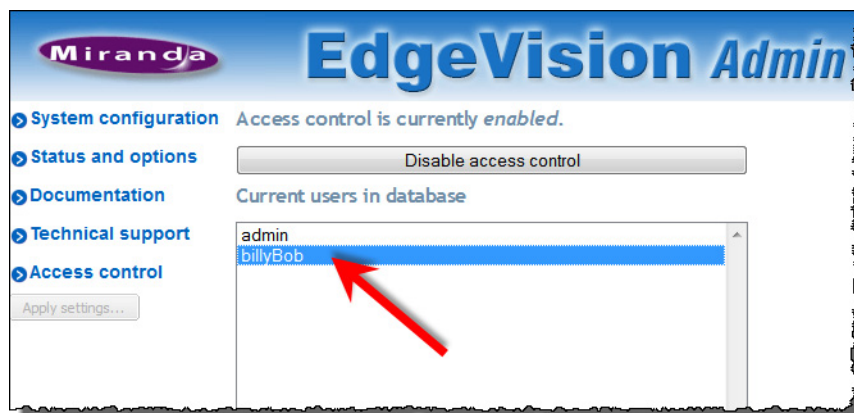 Miranda
EdgeVision Admin
System configuration
Status and options
Documentation
Technical support
Access control
Apply settings...
Access control is currently enabled.
Disable access control
Current users in database
admin
billyBob